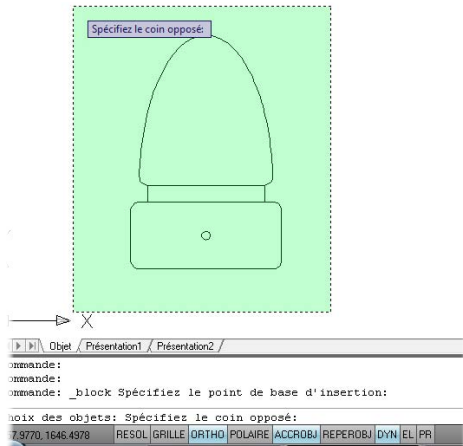 Spécifiez le coin opposé:
X
Objet / Présentation1 / Présentation2 /
ommande:
ommande:
ommande: _block Spécifiez le point de base d'insertion:
hoix des objets: Spécifiez le coin opposé:
7.9770, 1646.4978 RESOL GRILLE ORTHO POLAIRE ACCROBJ REPEROBJ DYN EL PR